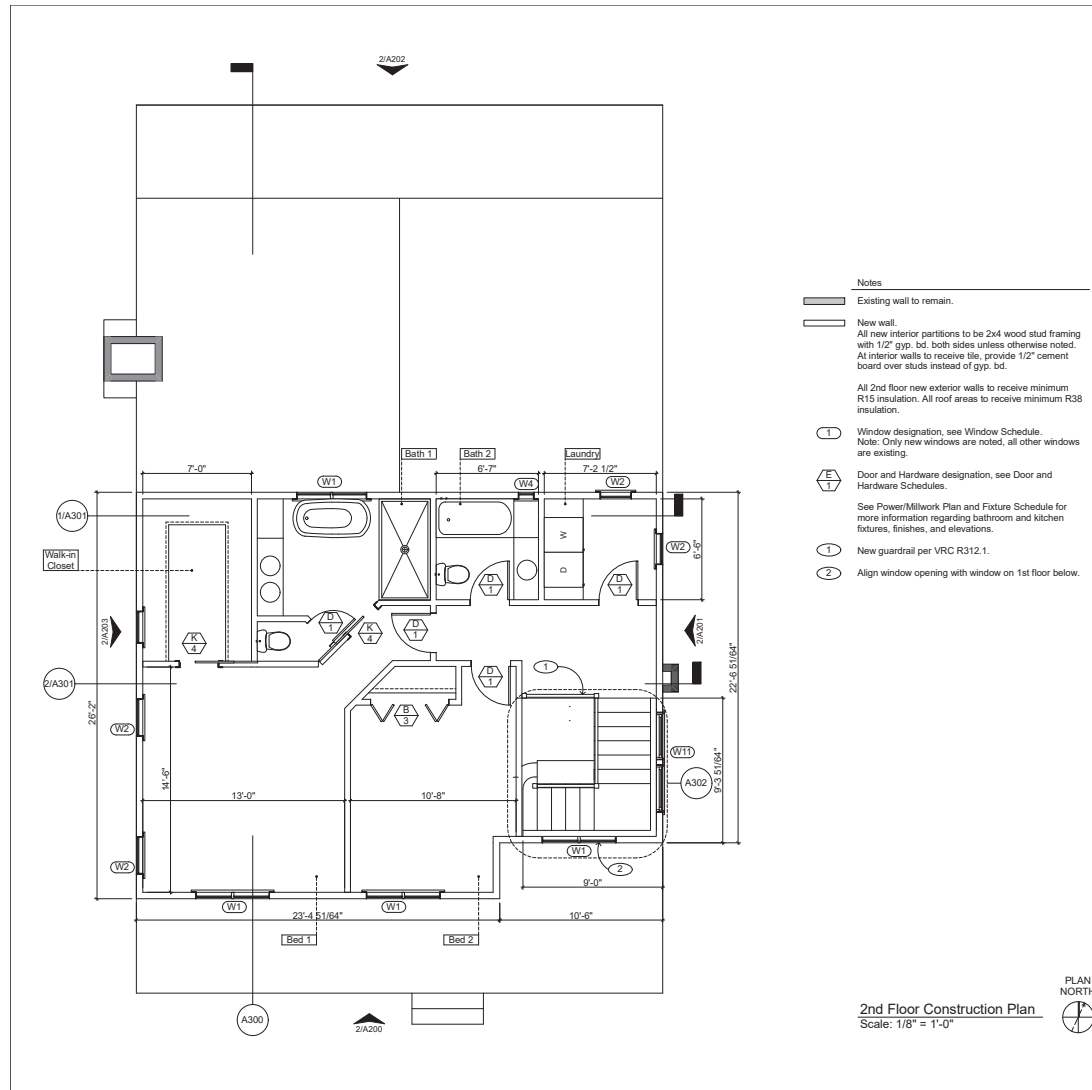 2/A202
Notes
Existing wall to remain.
New wall.
All new interior partitions to be 2x4 wood stud framing
with 1/2" gyp. bd. both sides unless otherwise noted.
At interior walls to receive tile, provide 1/2" cement
board over studs instead of gyp. bd.
All 2nd floor new exterior walls to receive minimum
R15 insulation. All roof areas to receive minimum R38
insulation.
1
Window designation, see Window Schedule.
Note: Only new windows are noted, all other windows
are existing.
E
1
Door and Hardware designation, see Door and
Hardware Schedules.
See Power/Millwork Plan and Fixture Schedule for
more information regarding bathroom and kitchen
fixtures, finishes, and elevations.
1
New guardrail per VRC R312.1.
2
Align window opening with window on 1st floor below.
Bath 1
Bath 2
Laundry
7'-0"
6'-7"
7'-2 1/2"
W1
W4
W2
1/A301
W
W2
6'-6"
Walk-in
Closet
D
D
1
D
1
2/A203
K
4
D
1
K
4
D
1
2/A201
2/A301
D
1
1
22'-6 51/64"
26'-2"
B
3
W2
W11
14'-6"
9'-3 51/64"
A302
13'-0"
10'-8"
W1
W2
2
9'-0"
W1
W1
23'-4 51/64"
10'-6"
Bed 1
Bed 2
A300
2/A200
PLAN
NORTH
2nd Floor Construction Plan
Scale: 1/8" = 1'-0"